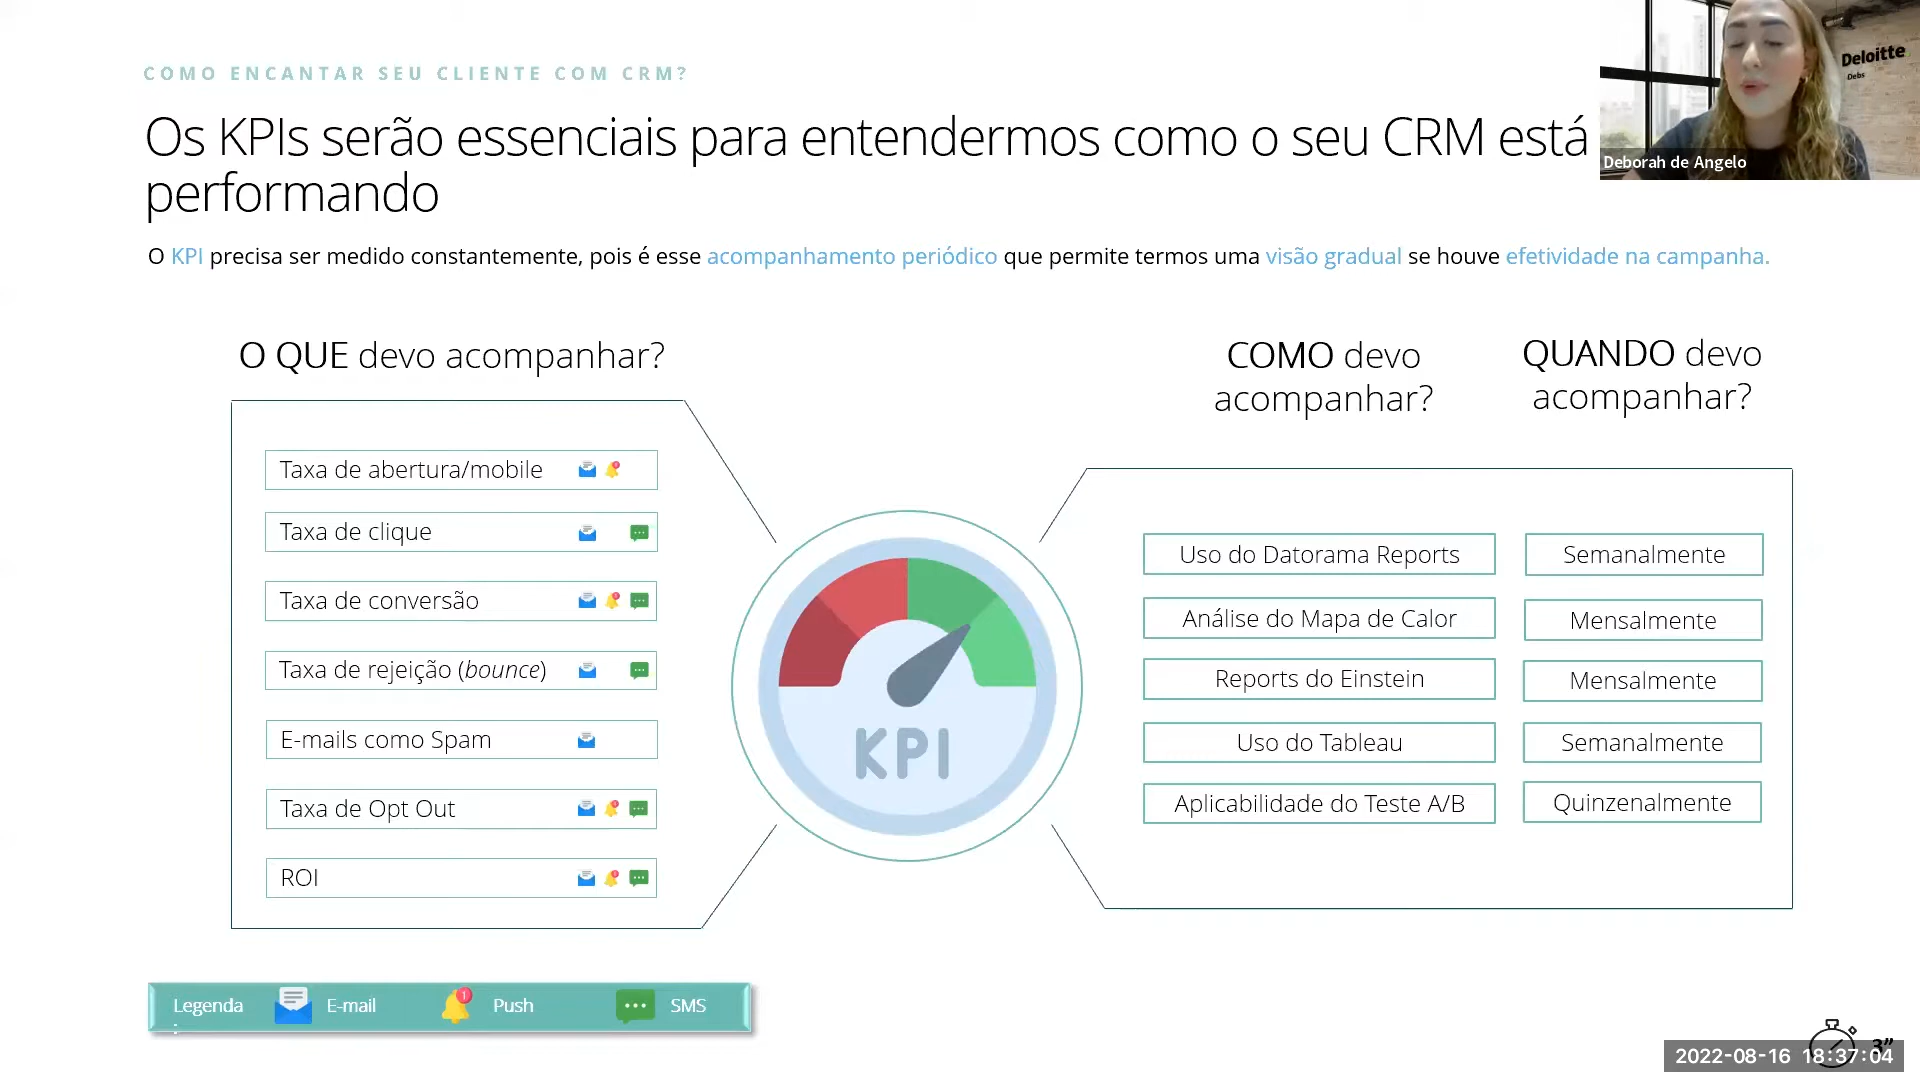 COMO ENCANTAR SEU CLIENTE COM CRM?
Os KPIs serão essenciais para entendermos como o seu CRM está
performando
O KPI precisa ser medido constantemente, pois é esse acompanhamento periódico que permite termos uma visão gradual se houve efetividade na campanha.
Deloitte
Debs
Deborah de Angelo
O QUE devo acompanhar?
Taxa de abertura/mobile
Taxa de clique
Taxa de conversão
Taxa de rejeição (bounce)
E-mails como Spam
Taxa de Opt Out
ROI
KPI
COMO devo
acompanhar?
QUANDO devo
acompanhar?
Uso do Datorama Reports
Semanalmente
Análise do Mapa de Calor
Mensalmente
Reports do Einstein
Mensalmente
Uso do Tableau
Semanalmente
Aplicabilidade do Teste A/B
Quinzenalmente
Legenda
:
E-mail
1
Push
SMS
3”
2022-08-16 18:37:04